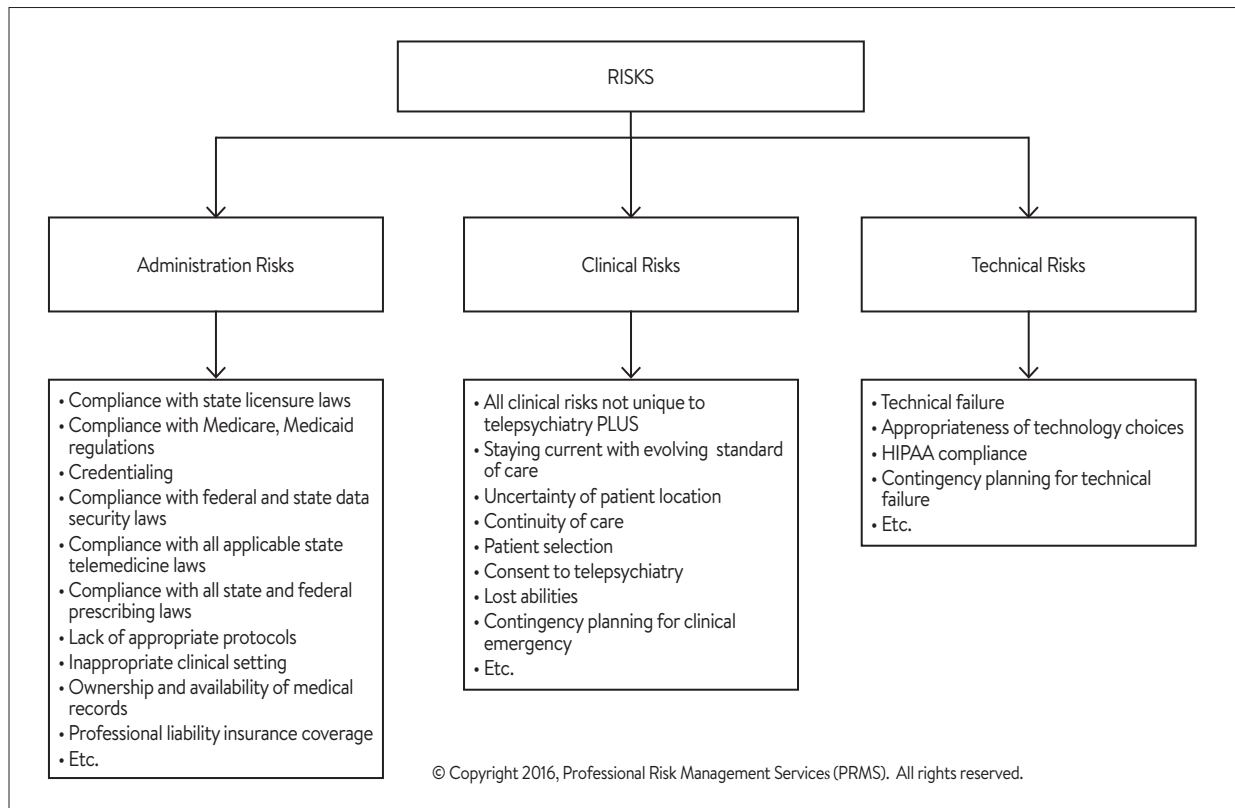 RISKS
Administration Risks
Clinical Risks
Technical Risks
• Compliance with state licensure laws
• Compliance with Medicare, Medicaid
regulations
• Credentialing
• Compliance with federal and state data
security laws
• Compliance with all applicable state
telemedicine laws
• Compliance with all state and federal
prescribing laws
• Lack of appropriate protocols
• Inappropriate clinical setting
• Ownership and availability of medical
records
• Professional liability insurance coverage
• Etc.
• All clinical risks not unique to
telepsychiatry PLUS
• Staying current with evolving standard
of care
• Uncertainty of patient location
• Continuity of care
• Patient selection
• Consent to telepsychiatry
• Lost abilities
• Contingency planning for clinical
emergency
• Etc.
• Technical failure
• Appropriateness of technology choices
• HIPAA compliance
• Contingency planning for technical
failure
• Etc.
© Copyright 2016, Professional Risk Management Services (PRMS). All rights reserved.